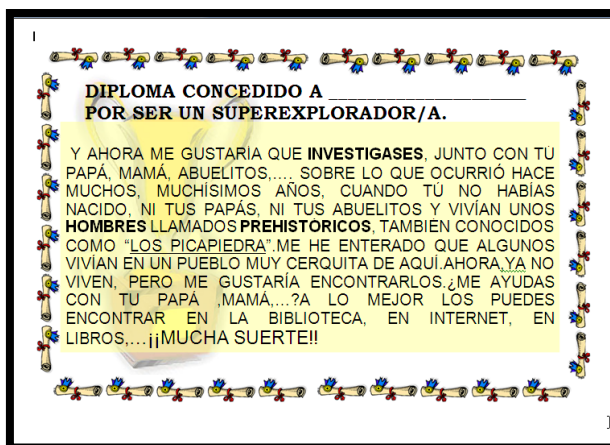 DIPLOMA CONCEDIDO A ____________________
POR SER UN SUPEREXPLORADOR/A.
Y AHORA ME GUSTARÍA QUE INVESTIGASES, JUNTO CON TÚ
PAPÁ, MAMÁ, ABUELITOS,.... SOBRE LO QUE OCURRIÓ HACE
MUCHOS, MUCHÍSIMOS AÑOS, CUANDO TÚ NO HABÍAS
NACIDO, NI TUS PAPÁS, NI TUS ABUELITOS Y VIVÍAN UNOS
HOMBRES LLAMADOS PREHISTÓRICOS, TAMBIÉN CONOCIDOS
COMO “LOS PICAPIEDRA”.ME HE ENTERADO QUE ALGUNOS
VIVÍAN EN UN PUEBLO MUY CERQUITA DE AQUÍ.AHORA,YA NO
VIVEN, PERO ME GUSTARÍA ENCONTRARLOS.¿ME AYUDAS
CON TU PAPÁ ,MAMÁ,...?A LO MEJOR LOS PUEDES
ENCONTRAR EN LA BIBLIOTECA, EN INTERNET, EN
LIBROS,...¡¡MUCHA SUERTE!!